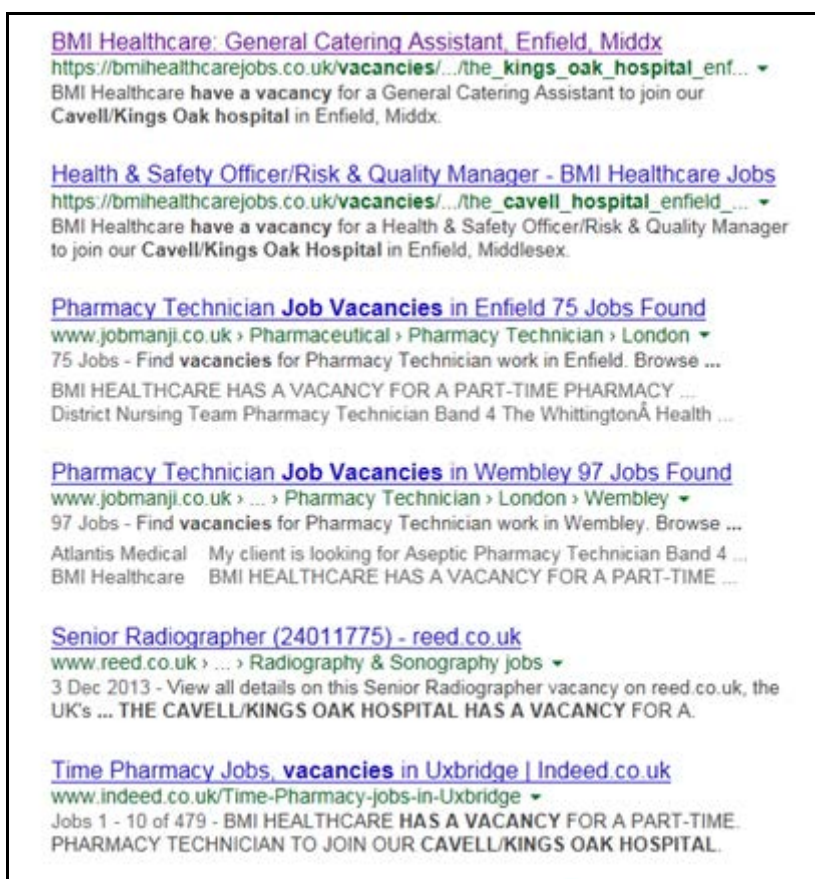 BMI Healthcare: General Catering Assistant, Enfield, Middx
https://bmihealthcarejobs.co.uk/vacancies/.../the_kings_oak_hospital_enf...
BMI Healthcare have a vacancy for a General Catering Assistant to join our
Cavell/Kings Oak hospital in Enfield, Middx.
Health & Safety Officer/Risk & Quality Manager - BMI Healthcare Jobs
https://bmihealthcarejobs.co.uk/vacancies/.../the_cavell_hospital_enfield_...
BMI Healthcare have a vacancy for a Health & Safety Officer/Risk & Quality Manager
to join our Cavell/Kings Oak Hospital in Enfield, Middlesex.
Pharmacy Technician Job Vacancies in Enfield 75 Jobs Found
www.jobmanji.co.uk › Pharmaceutical › Pharmacy Technician › London
75 Jobs - Find vacancies for Pharmacy Technician work in Enfield. Browse ...
BMI HEALTHCARE HAS A VACANCY FOR A PART-TIME PHARMACY ...
District Nursing Team Pharmacy Technician Band 4 The WhittingtonÂ Health ...
Pharmacy Technician Job Vacancies in Wembley 97 Jobs Found
www.jobmanji.co.uk › ... › Pharmacy Technician › London › Wembley
97 Jobs - Find vacancies for Pharmacy Technician work in Wembley. Browse ...
Atlantis Medical My client is looking for Aseptic Pharmacy Technician Band 4 ...
BMI Healthcare BMI HEALTHCARE HAS A VACANCY FOR A PART-TIME ...
Senior Radiographer (24011775) - reed.co.uk
www.reed.co.uk › ... › Radiography & Sonography jobs
3 Dec 2013 - View all details on this Senior Radiographer vacancy on reed.co.uk, the
UK's ... THE CAVELL/KINGS OAK HOSPITAL HAS A VACANCY FOR A.
Time Pharmacy Jobs, vacancies in Uxbridge | Indeed.co.uk
www.indeed.co.uk/Time-Pharmacy-jobs-in-Uxbridge
Jobs 1 - 10 of 479 - BMI HEALTHCARE HAS A VACANCY FOR A PART-TIME.
PHARMACY TECHNICIAN TO JOIN OUR CAVELL/KINGS OAK HOSPITAL.